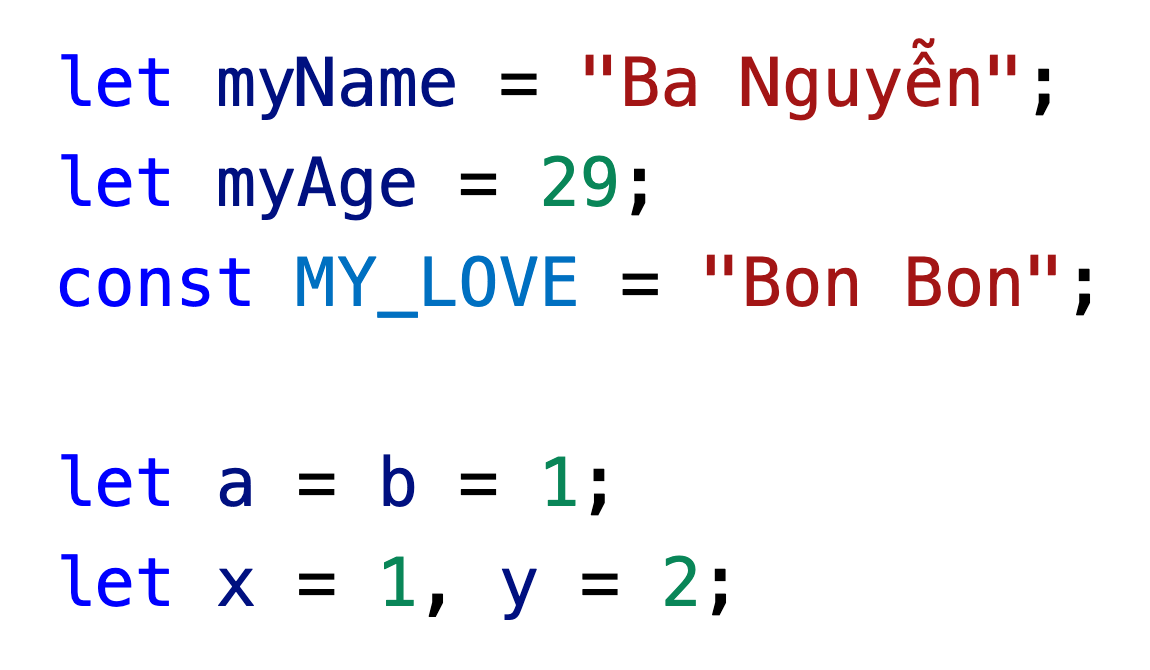 let myName = "Ba Nguyễn";
let myAge = 29;
const MY_LOVE = "Bon Bon";
let a = b = 1;
let x = 1, y = 2;